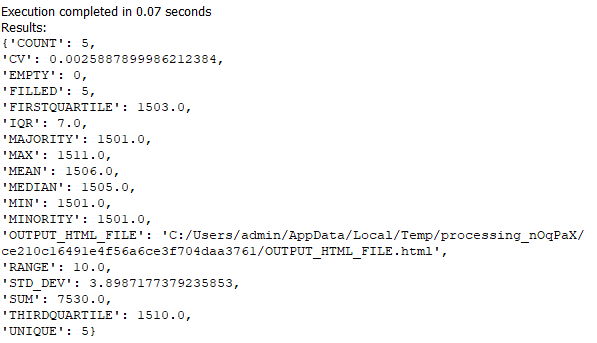 Execution completed in 0.07 seconds
Results:
{'COUNT': 5,
'CV': 0.0025887899986212384,
'EMPTY': 0,
'FILLED': 5,
'FIRSTQUARTILE': 1503.0,
'IQR': 7.0,
'MAJORITY': 1501.0,
'MAX': 1511.0,
'MEAN': 1506.0,
'MEDIAN': 1505.0,
'MIN': 1501.0,
'MINORITY': 1501.0,
'OUTPUT_HTML_FILE': 'C:/Users/admin/AppData/Local/Temp/processing_nOqPaX/
ce210c16491e4f56a6ce3f704daa3761/OUTPUT_HTML_FILE.html',
'RANGE': 10.0,
'STD_DEV': 3.8987177379235853,
'SUM': 7530.0,
'THIRDQUARTILE': 1510.0,
'UNIQUE': 5}